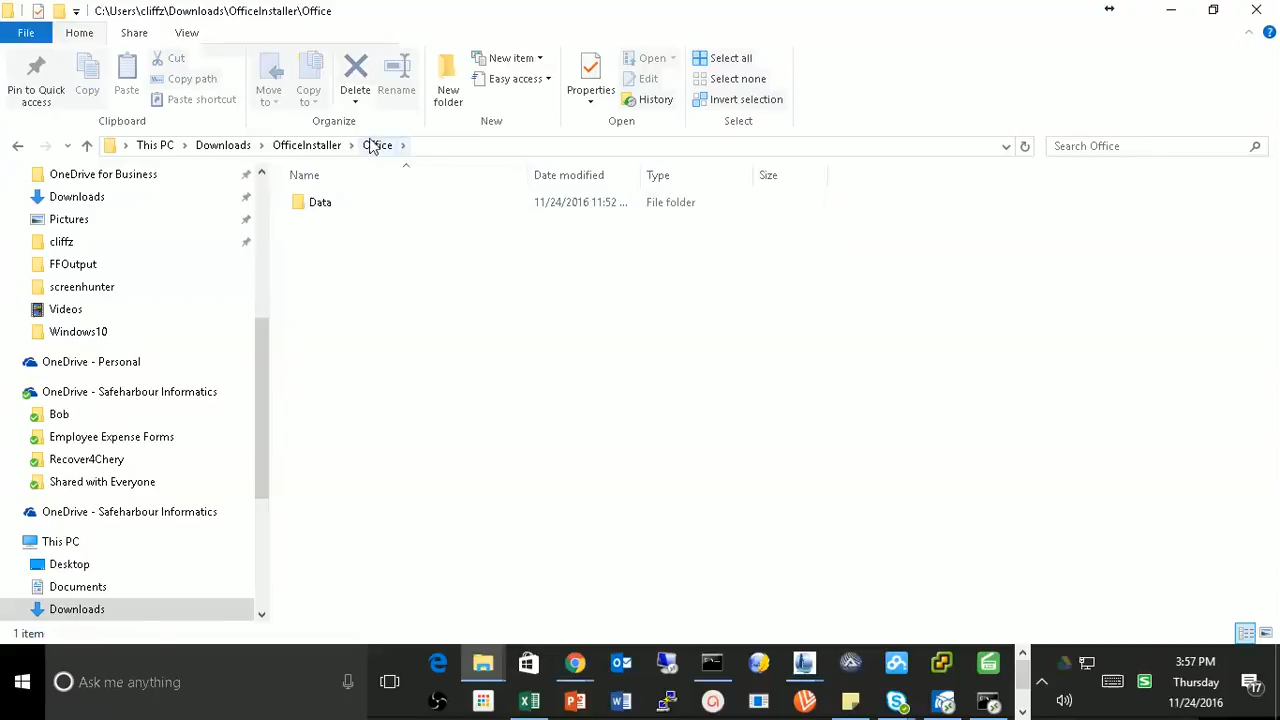 C:\Users\cliffz\Downloads\OfficeInstaller\Office
File Home Share View
Pin to Quick access
Copy
Paste
Cut
Copy path
Paste shortcut
Clipboard
Move to
Copy to
Delete
Rename
Organize
New folder
New item
Easy access
New
Properties
Open
Edit
History
Open
Select all
Select none
Invert selection
Select
This PC Downloads OfficeInstaller Office
Search Office
OneDrive for Business
Downloads
Pictures
cliffz
FFOutput
screenhunter
Videos
Windows10
OneDrive - Personal
OneDrive - Safeharbour Informatics
Bob
Employee Expense Forms
Recover4Chery
Shared with Everyone
OneDrive - Safeharbour Informatics
This PC
Desktop
Documents
Downloads
Name Date modified Type Size
Data 11/24/2016 11:52 ... File folder
1 item
Ask me anything
3:57 PM
Thursday
11/24/2016
17